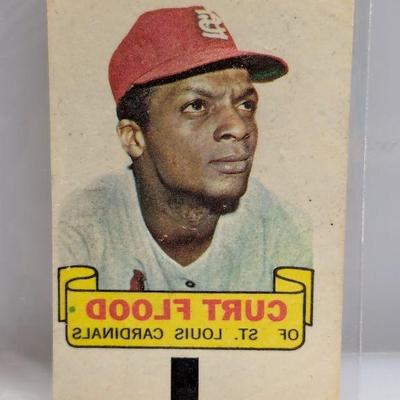 CURT FLOOD
OF ST. LOUIS CARDINALS